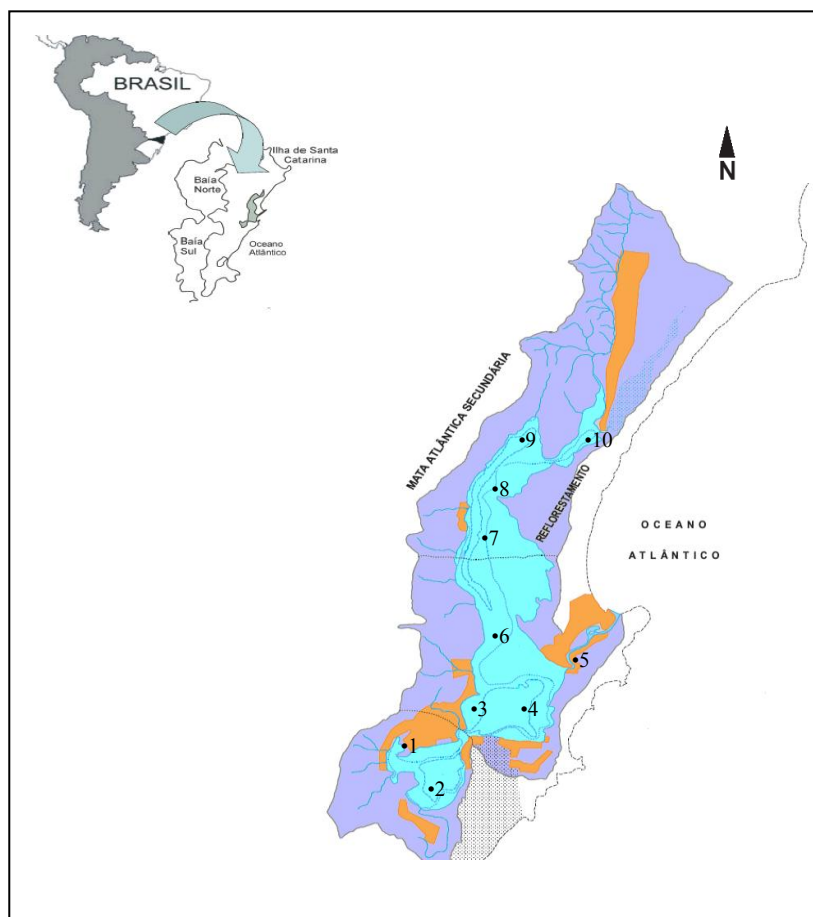 BRASIL
Ilha de Santa
Catarina
Baía
Norte
Baía
Sul
Oceano
Atlântico
N
MATA ATLÂNTICA SECUNDÁRIA
REFLORESTAMENTO
OCEANO
ATLÂNTICO
9
10
8
7
6
5
3
4
1
2